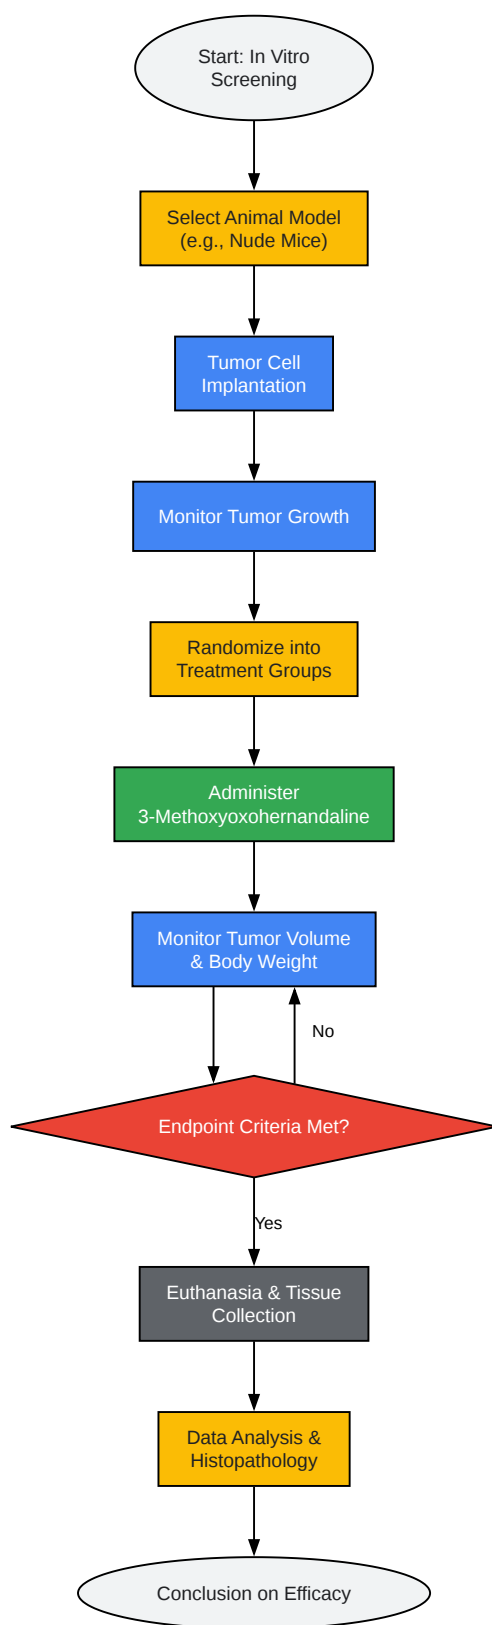 Start: In Vitro
Screening
Select Animal Model
(e.g., Nude Mice)
Tumor Cell
Implantation
Monitor Tumor Growth
Randomize into
Treatment Groups
Administer
3-Methoxyoxohernandaline
Monitor Tumor Volume
& Body Weight
No
Endpoint Criteria Met?
Yes
Euthanasia & Tissue
Collection
Data Analysis &
Histopathology
Conclusion on Efficacy